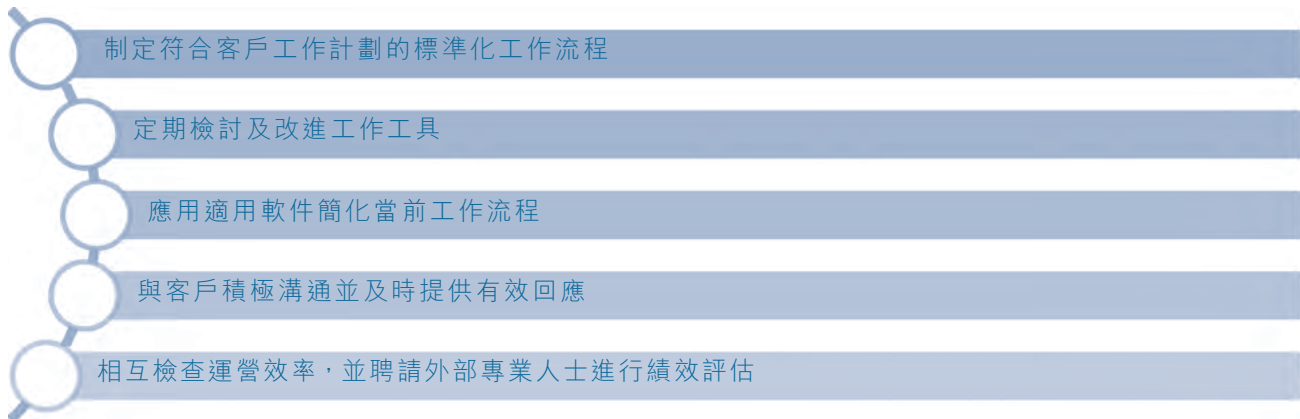 制定符合客戶工作計劃的標準化工作流程
定期檢討及改進工作工具
應用適用軟件簡化當前工作流程
與客戶積極溝通並及時提供有效回應
相互檢查運營效率，並聘請外部專業人士進行績效評估